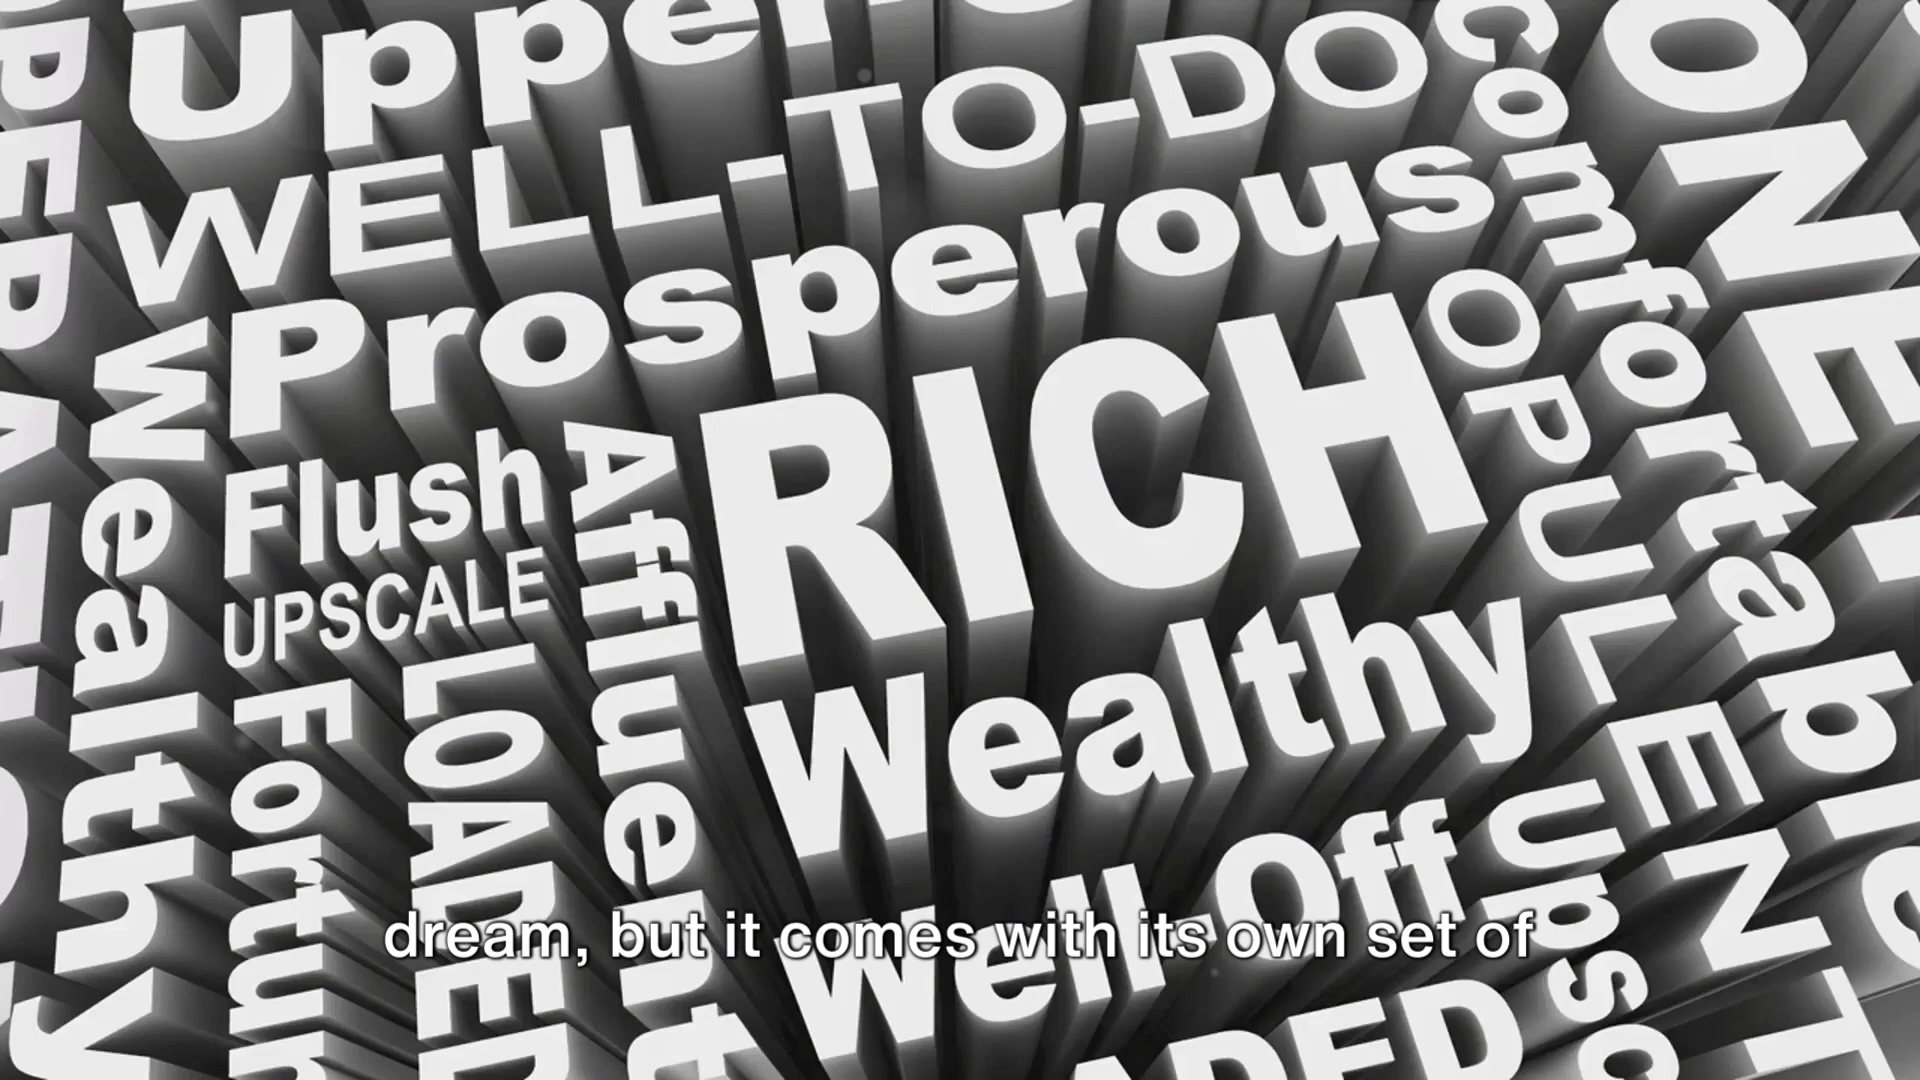 Upper
WELL-TO-DO
Prosperous
RICH
Wealthy
Well-Off
Flush
UPSCALE
Wealthy
LOADED
Affluent
OPULENT
Comfortable
dream, but it comes with its own set of